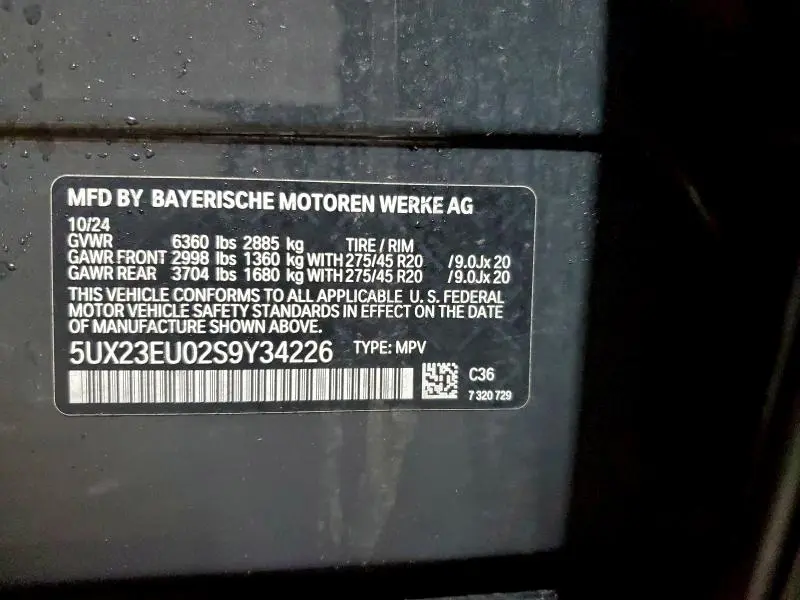 MFD BY BAYERISCHE MOTOREN WERKE AG
10/24
GVWR 6360 lbs 2885 kg TIRE / RIM
GAWR FRONT 2998 lbs 1360 kg WITH 275/45 R20 /9.0Jx 20
GAWR REAR 3704 lbs 1680 kg WITH 275/45 R20 /9.0Jx 20
THIS VEHICLE CONFORMS TO ALL APPLICABLE U. S. FEDERAL
MOTOR VEHICLE SAFETY STANDARDS IN EFFECT ON THE DATE
OF MANUFACTURE SHOWN ABOVE.
5UX23EU02S9Y34226 TYPE: MPV
C36
7 320 729